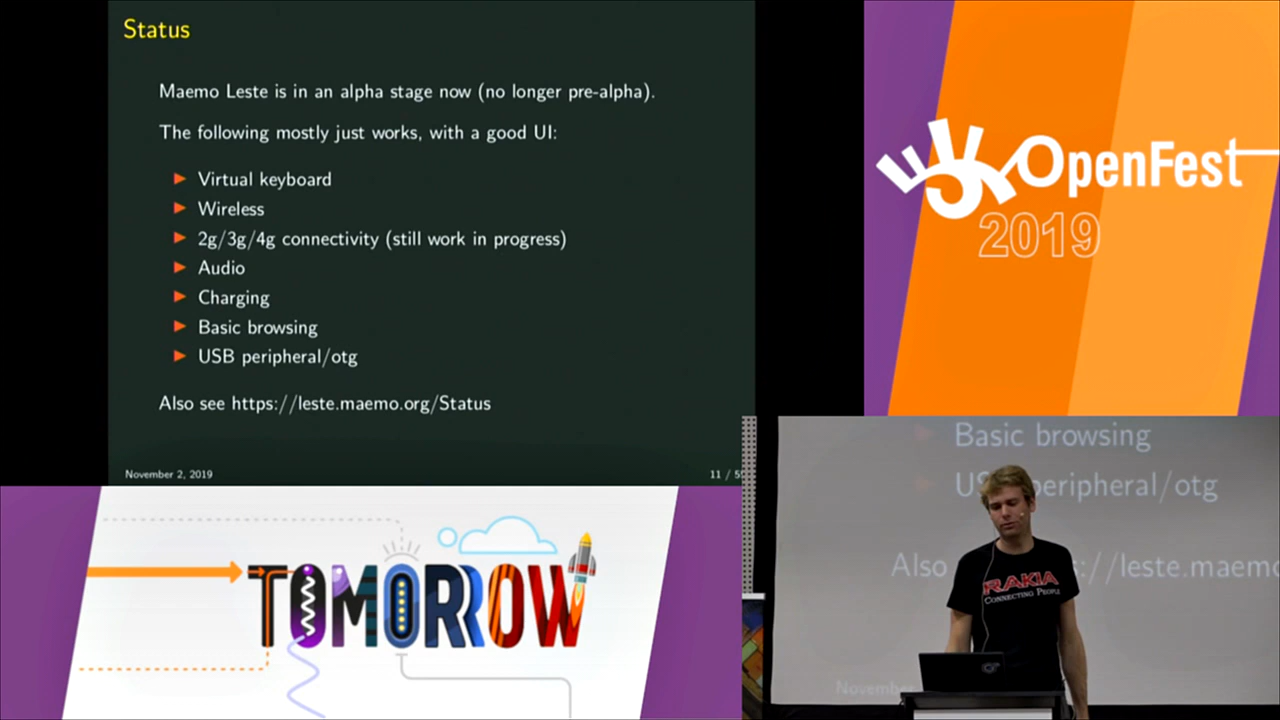 Status
Maemo Leste is in an alpha stage now (no longer pre-alpha).
The following mostly just works, with a good UI:
Virtual keyboard
Wireless
2g/3g/4g connectivity (still work in progress)
Audio
Charging
Basic browsing
USB peripheral/otg
Also see https://leste.maemo.org/Status
November 2, 2019
11 /
OpenFest
2019
TOMORROW
Basic browsing
peripheral/otg
Also
://leste.maemo
RAKIA
CONNECTING PEOPLE
November